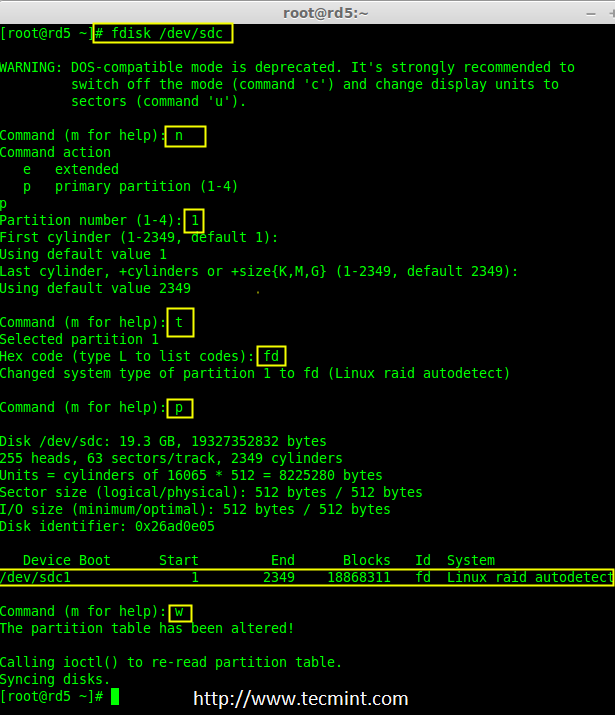 root@rd5:~
[root@rd5 ~]# fdisk /dev/sdc
WARNING: DOS-compatible mode is deprecated. It's strongly recommended to
switch off the mode (command 'c') and change display units to
sectors (command 'u').
Command (m for help): n
Command action
e   extended
p   primary partition (1-4)
p
Partition number (1-4): 1
First cylinder (1-2349, default 1):
Using default value 1
Last cylinder, +cylinders or +size{K,M,G} (1-2349, default 2349):
Using default value 2349
Command (m for help): t
Selected partition 1
Hex code (type L to list codes): fd
Changed system type of partition 1 to fd (Linux raid autodetect)
Command (m for help): p
Disk /dev/sdc: 19.3 GB, 19327352832 bytes
255 heads, 63 sectors/track, 2349 cylinders
Units = cylinders of 16065 * 512 = 8225280 bytes
Sector size (logical/physical): 512 bytes / 512 bytes
I/O size (minimum/optimal): 512 bytes / 512 bytes
Disk identifier: 0x26ad0e05
Device Boot      Start         End      Blocks   Id  System
/dev/sdc1               1        2349    18868311   fd  Linux raid autodetect
Command (m for help): w
The partition table has been altered!
Calling ioctl() to re-read partition table.
Syncing disks.
[root@rd5 ~]#
http://www.tecmint.com